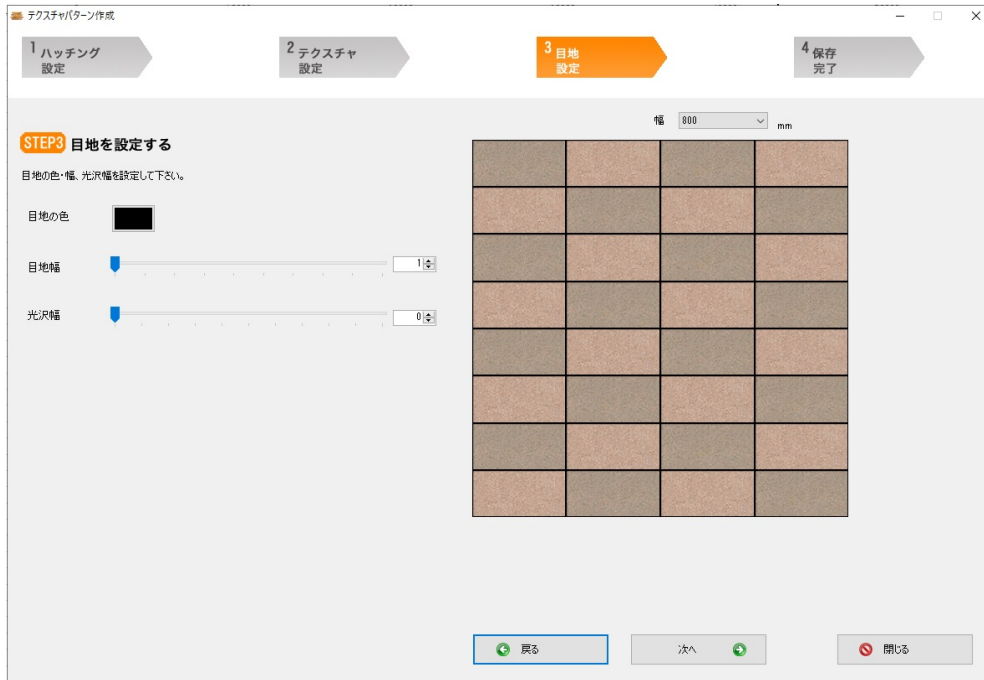 テクスチャパターン作成
1 ハッチング
設定
2 テクスチャ
設定
3 目地
設定
4 保存
完了
STEP3 目地を設定する
目地の色・幅、光沢幅を設定して下さい。
目地の色
目地幅 1
光沢幅 0
幅 800 mm
戻る
次へ
閉じる